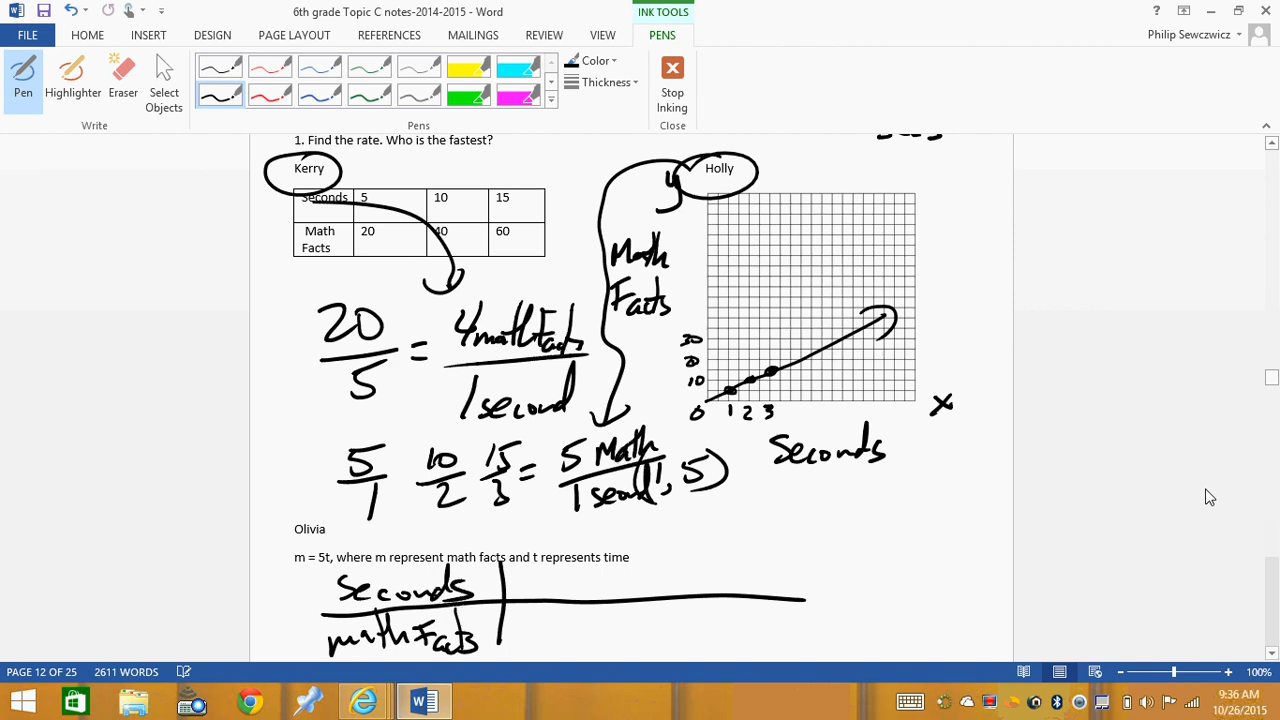 6th grade Topic C notes-2014-2015 - Word
INK TOOLS
FILE HOME INSERT DESIGN PAGE LAYOUT REFERENCES MAILINGS REVIEW VIEW PENS
Philip Sewczwicz
Pen Highlighter Eraser Select Objects
Color
Thickness
Stop Inking
Write Pens Close
1. Find the rate. Who is the fastest?
Kerry
Seconds 5 10 15
Math Facts 20 40 60
20/5 = 4 math Facts / 1 second
5/1 10/2 15/3 = 5 Math / 1 second
(1, 5)
Holly
y
Math
Facts
30
20
10
0 1 2 3
x
Seconds
Olivia
m = 5t, where m represent math facts and t represents time
Seconds
math Facts
PAGE 12 OF 25 2611 WORDS 100%
9:36 AM
10/26/2015